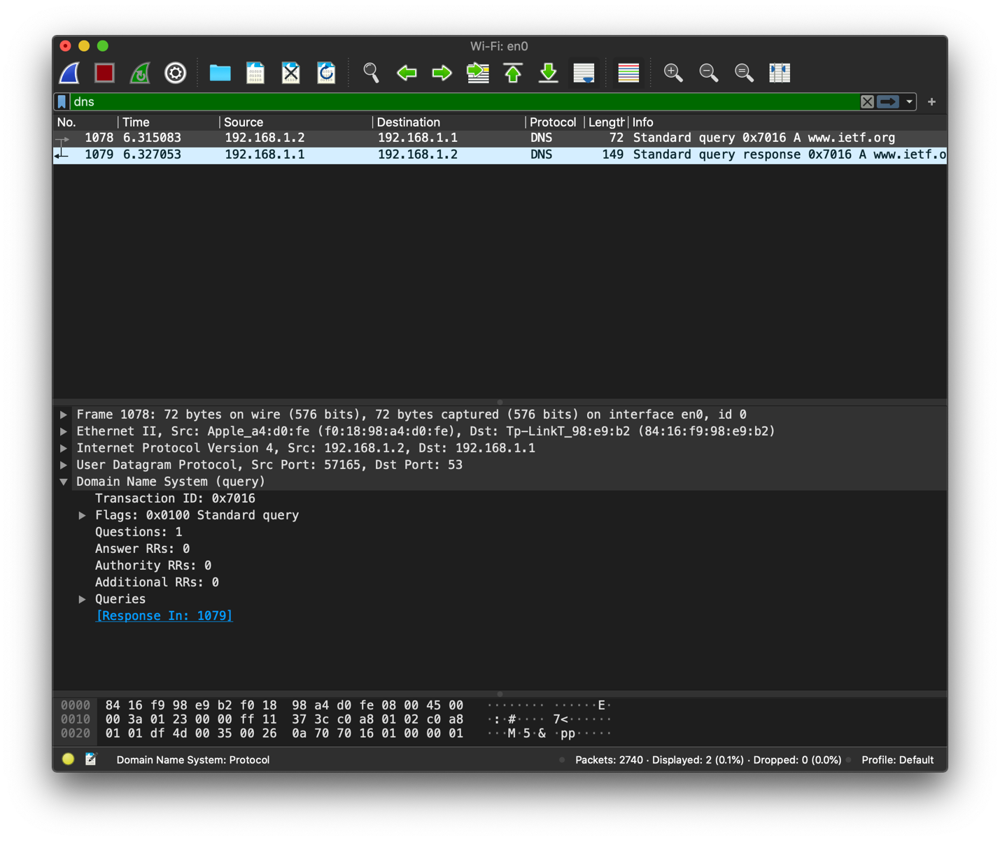 Wi-Fi: en0
dns
No. Time Source Destination Protocol Length Info
1078 6.315083 192.168.1.2 192.168.1.1 DNS 72 Standard query 0x7016 A www.ietf.org
1079 6.327053 192.168.1.1 192.168.1.2 DNS 149 Standard query response 0x7016 A www.ietf.o
Frame 1078: 72 bytes on wire (576 bits), 72 bytes captured (576 bits) on interface en0, id 0
Ethernet II, Src: Apple_a4:d0:fe (f0:18:98:a4:d0:fe), Dst: Tp-LinkT_98:e9:b2 (84:16:f9:98:e9:b2)
Internet Protocol Version 4, Src: 192.168.1.2, Dst: 192.168.1.1
User Datagram Protocol, Src Port: 57165, Dst Port: 53
Domain Name System (query)
Transaction ID: 0x7016
Flags: 0x0100 Standard query
Questions: 1
Answer RRs: 0
Authority RRs: 0
Additional RRs: 0
Queries
[Response In: 1079]
0000 84 16 f9 98 e9 b2 f0 18 98 a4 d0 fe 08 00 45 00 ········ ······E·
0010 00 3a 01 23 00 00 ff 11 37 3c c0 a8 01 02 c0 a8 ·:·#···· 7<······
0020 01 01 df 4d 00 35 00 26 0a 70 70 16 01 00 00 01 ···M·5·& ·pp·····
Domain Name System: Protocol
Packets: 2740 · Displayed: 2 (0.1%) · Dropped: 0 (0.0%)
Profile: Default